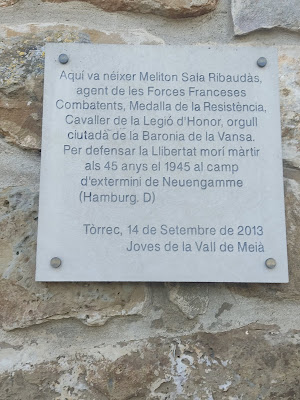 Aquí va néixer Meliton Sala Ribaudàs,
agent de les Forces Franceses
Combatents, Medalla de la Resistència,
Cavaller de la Legió d'Honor, orgull
ciutadà de la Baronia de la Vansa.
Per defensar la Llibertat morí màrtir
als 45 anys el 1945 al camp
d'extermini de Neuengamme
(Hamburg. D)
Tòrrec, 14 de Setembre de 2013
Joves de la Vall de Meià